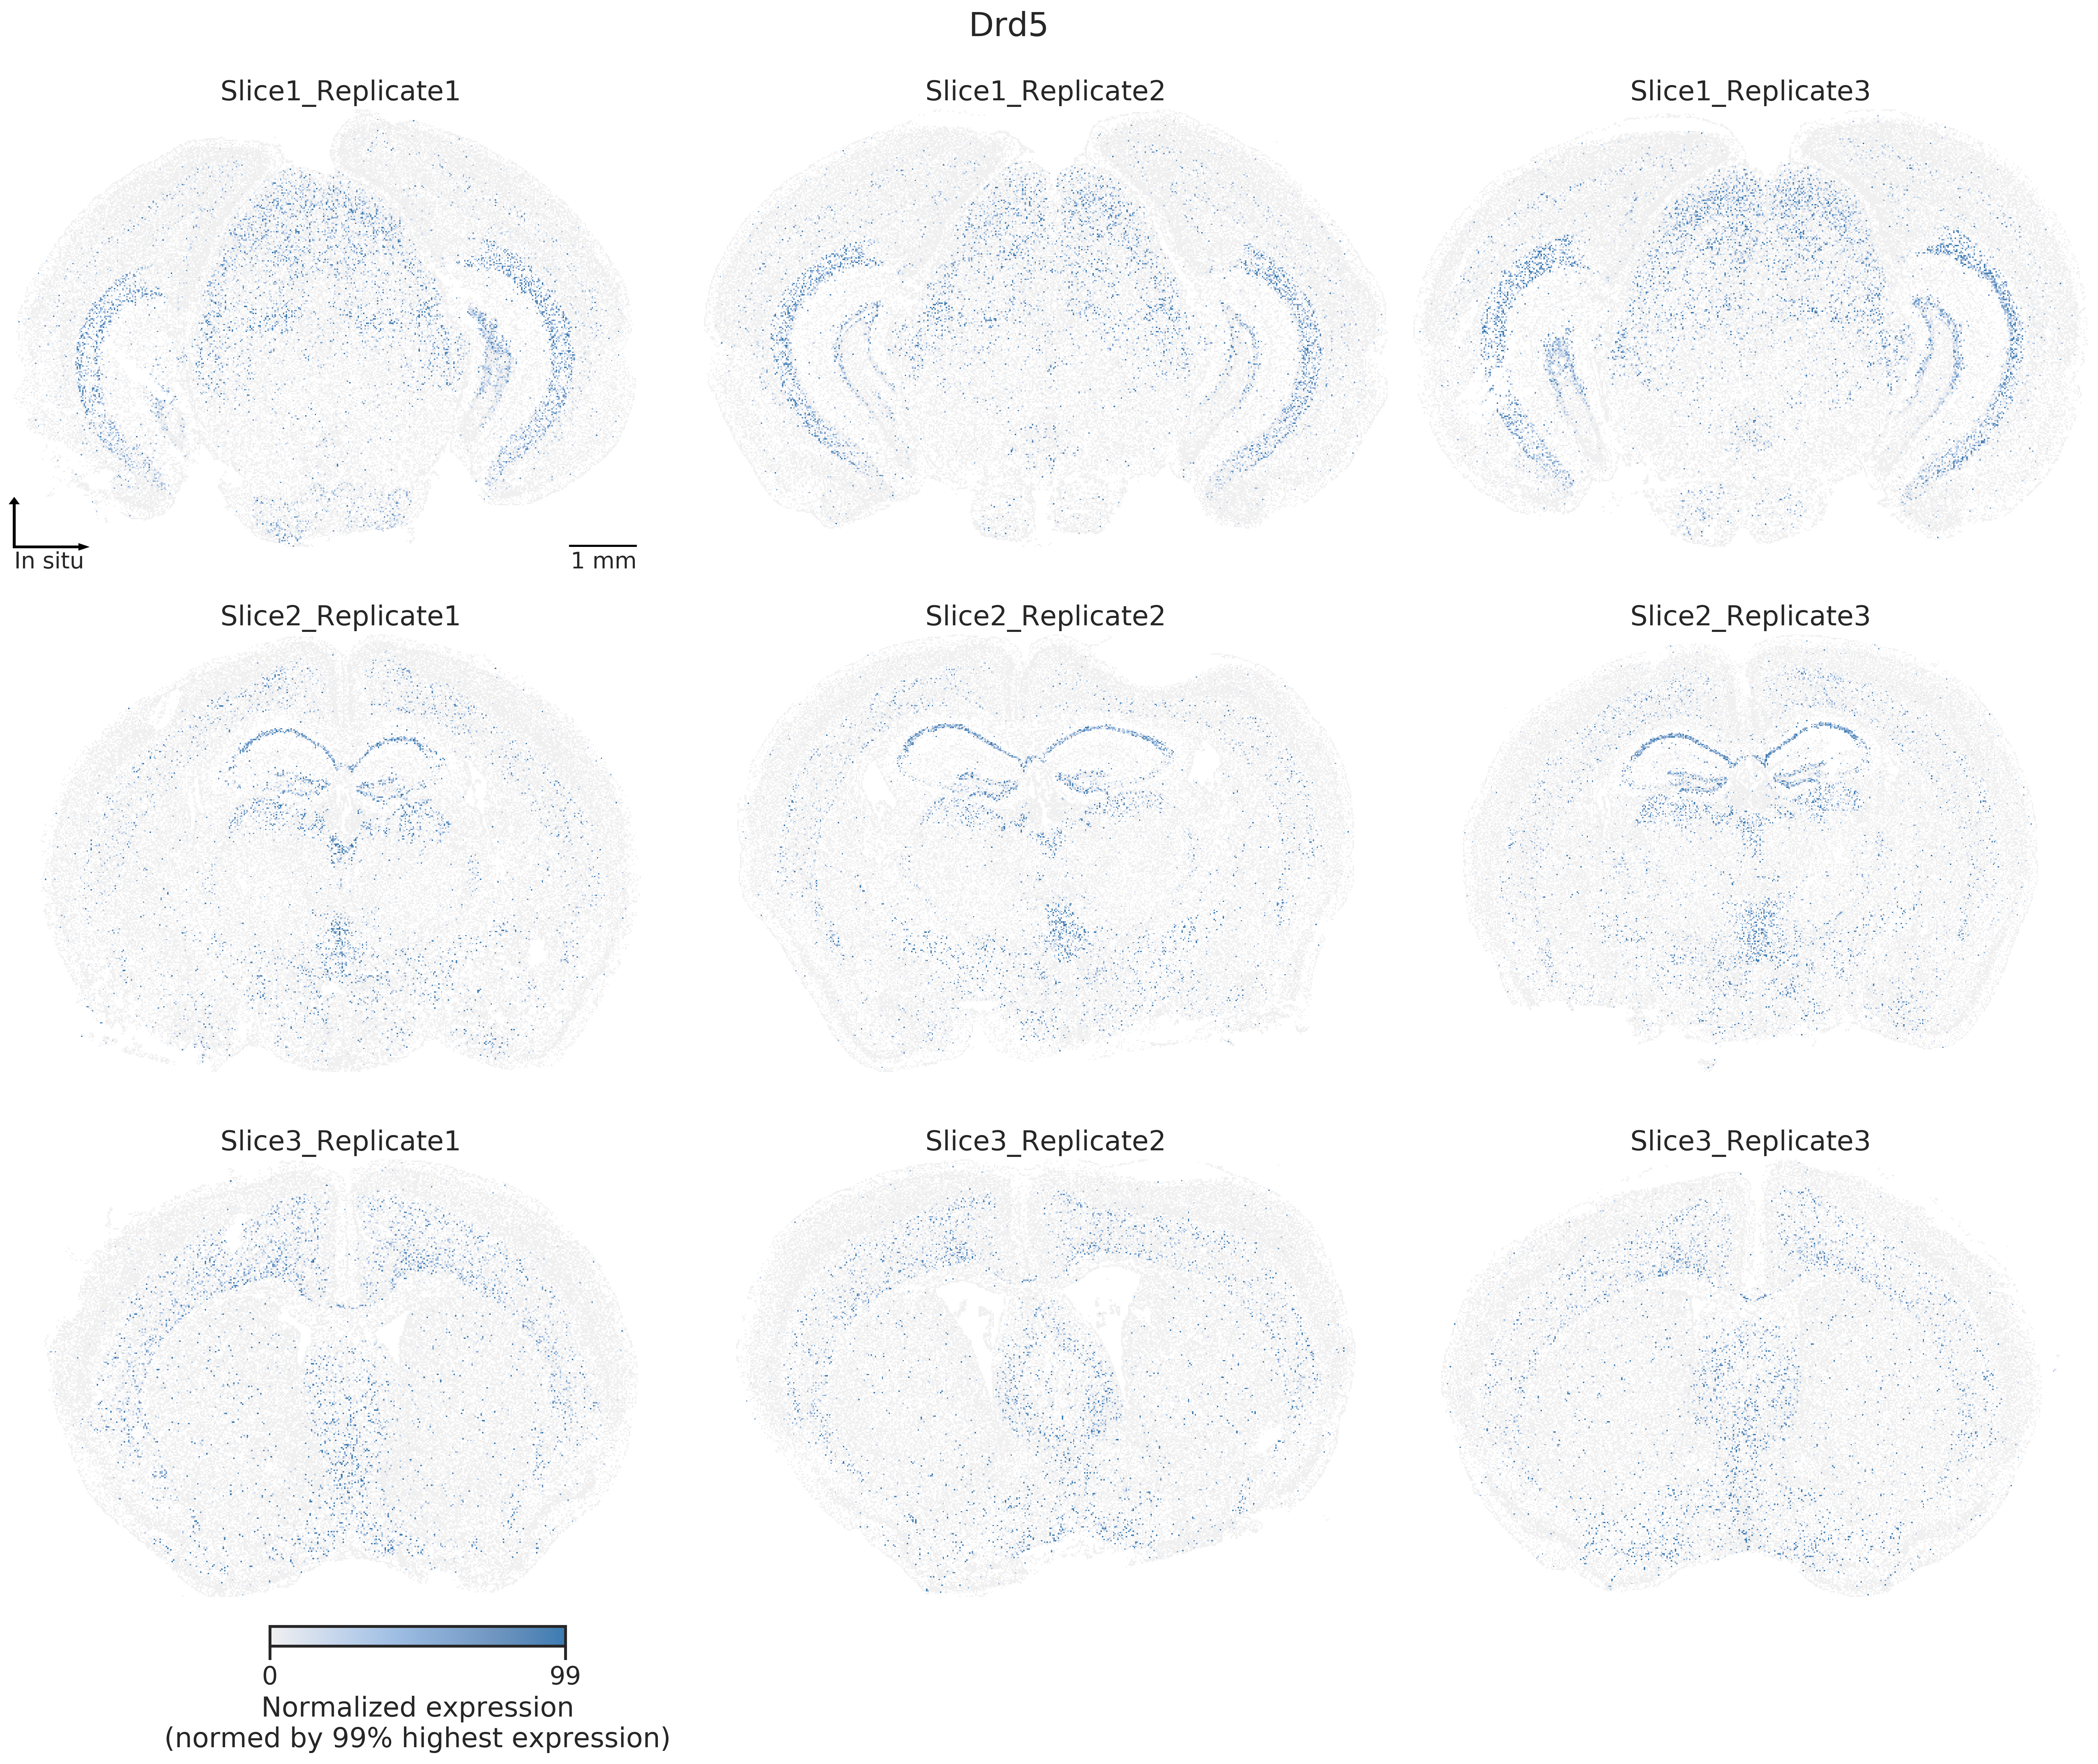 Drd5
Slice1_Replicate1
Slice1_Replicate2
Slice1_Replicate3
In situ
1 mm
Slice2_Replicate1
Slice2_Replicate2
Slice2_Replicate3
Slice3_Replicate1
Slice3_Replicate2
Slice3_Replicate3
0
99
Normalized expression
(normed by 99% highest expression)